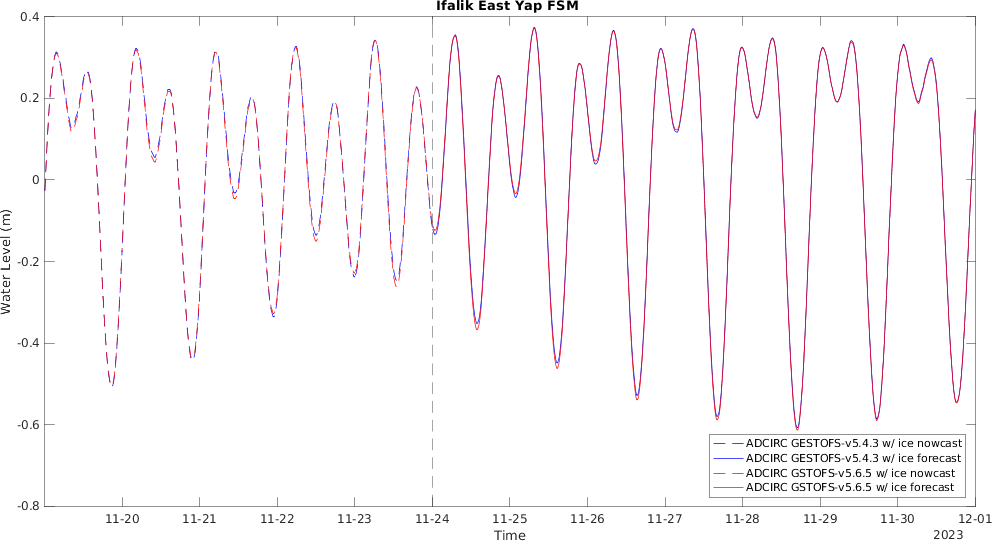 Ifalik East Yap FSM
0.4
0.2
0
-0.2
-0.4
-0.6
-0.8
Water Level (m)
ADCIRC GESTOFS-v5.4.3 w/ ice nowcast
ADCIRC GESTOFS-v5.4.3 w/ ice forecast
ADCIRC GSTOFS-v5.6.5 w/ ice nowcast
ADCIRC GSTOFS-v5.6.5 w/ ice forecast
11-20 11-21 11-22 11-23 11-24 11-25 11-26 11-27 11-28 11-29 11-30 12-01
Time
2023